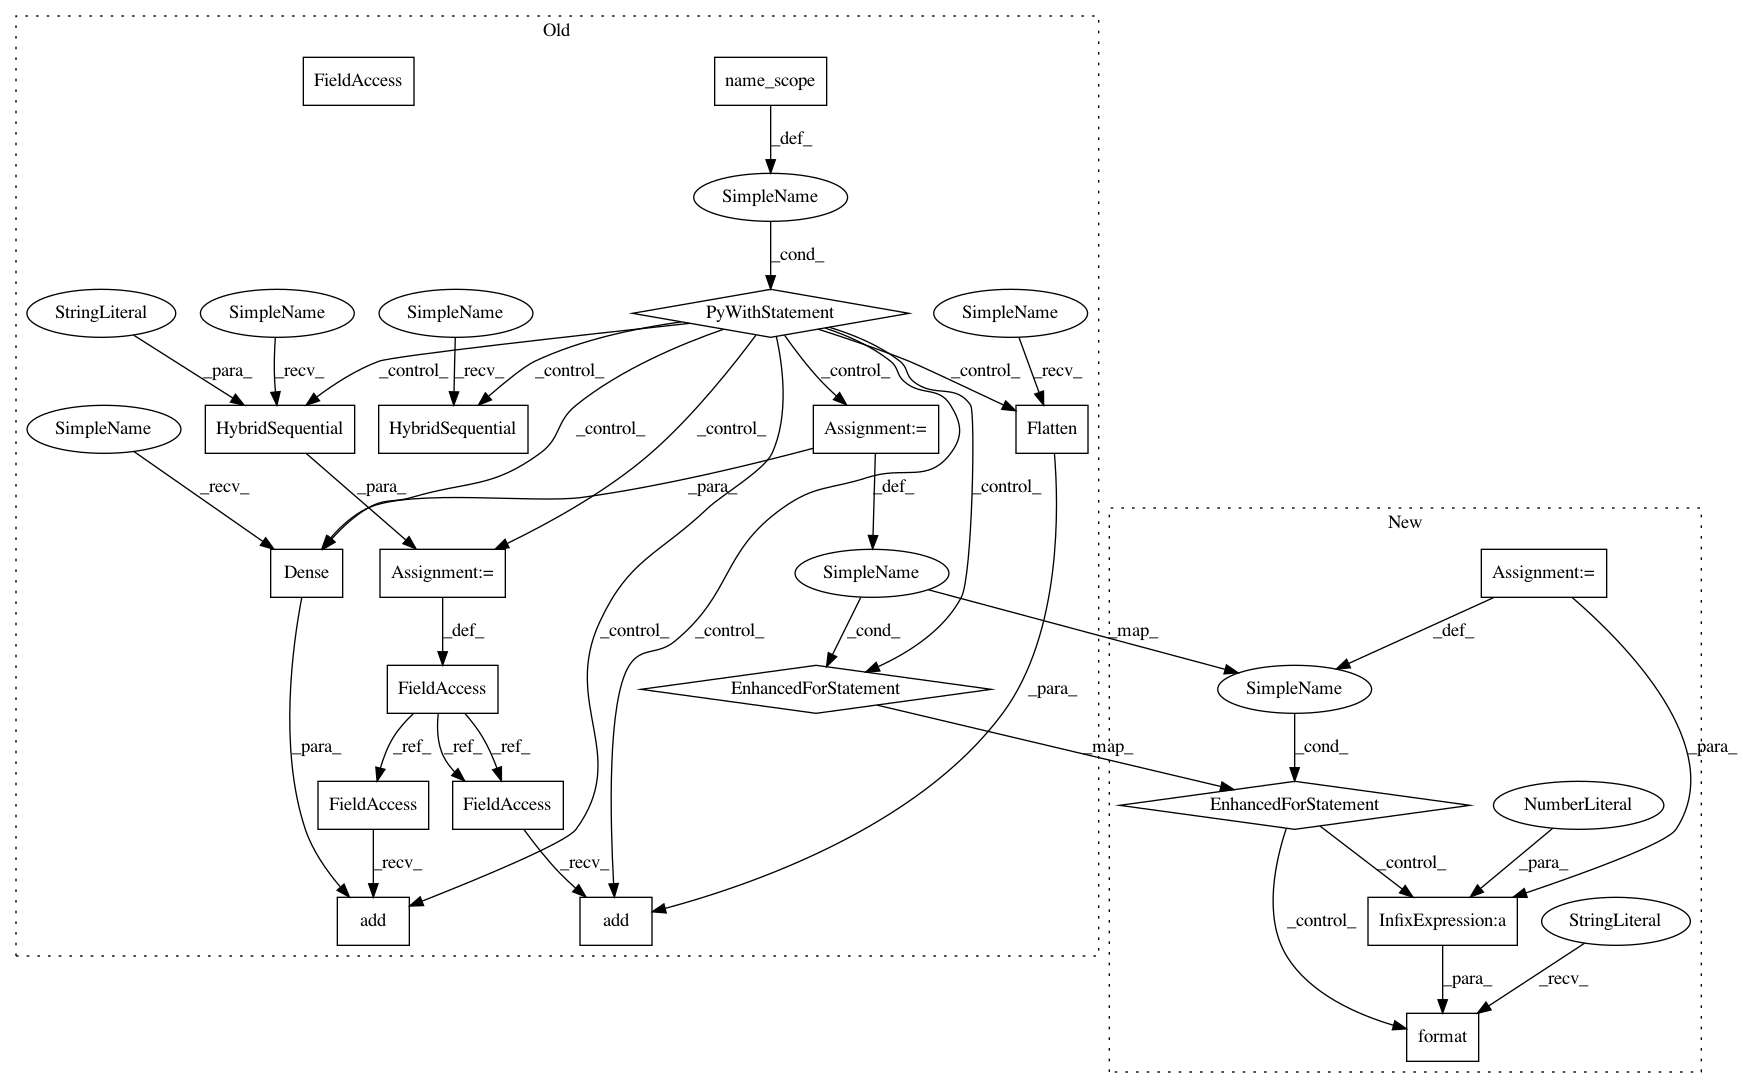 Old
FieldAccess
name_scope
_def_
SimpleName
_cond_
StringLiteral
SimpleName
SimpleName
PyWithStatement
SimpleName
_para_
_recv_
_control_
_recv_
_control_
_control_
_control_
_recv_
SimpleName
HybridSequential
HybridSequential
Assignment:=
Flatten
_control_
_control_
_recv_
_para_
_para_
_def_
_control_
New
Dense
Assignment:=
SimpleName
Assignment:=
_def_
_control_
_control_
_cond_
_map_
_def_
FieldAccess
EnhancedForStatement
_para_
SimpleName
_para_
_ref_
_ref_
_ref_
_map_
_cond_
_para_
FieldAccess
FieldAccess
EnhancedForStatement
NumberLiteral
_recv_
_recv_
_control_
_para_
add
add
_control_
InfixExpression:a
StringLiteral
_para_
_recv_
format